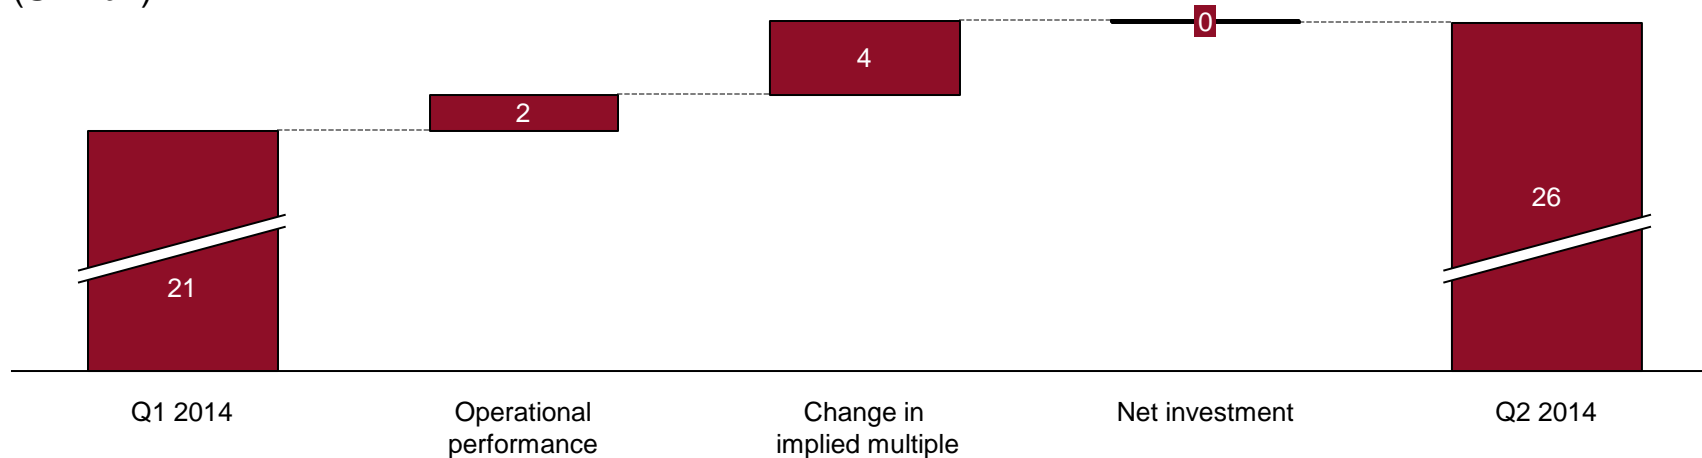 0
4
2
26
21
Q1 2014
Operational
performance
Change in
implied multiple
Net investment
Q2 2014